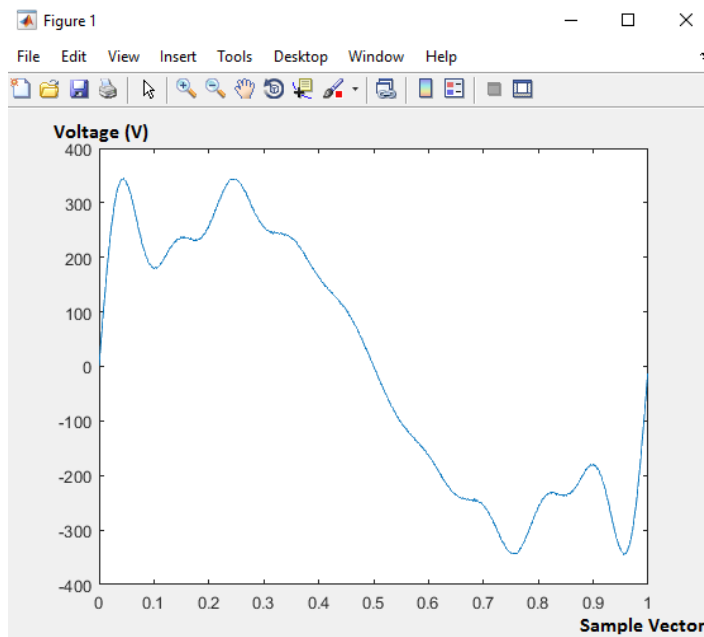 Figure 1
File Edit View Insert Tools Desktop Window Help
Voltage (V)
400
300
200
100
0
-100
-200
-300
-400
0 0.1 0.2 0.3 0.4 0.5 0.6 0.7 0.8 0.9 1
Sample Vector